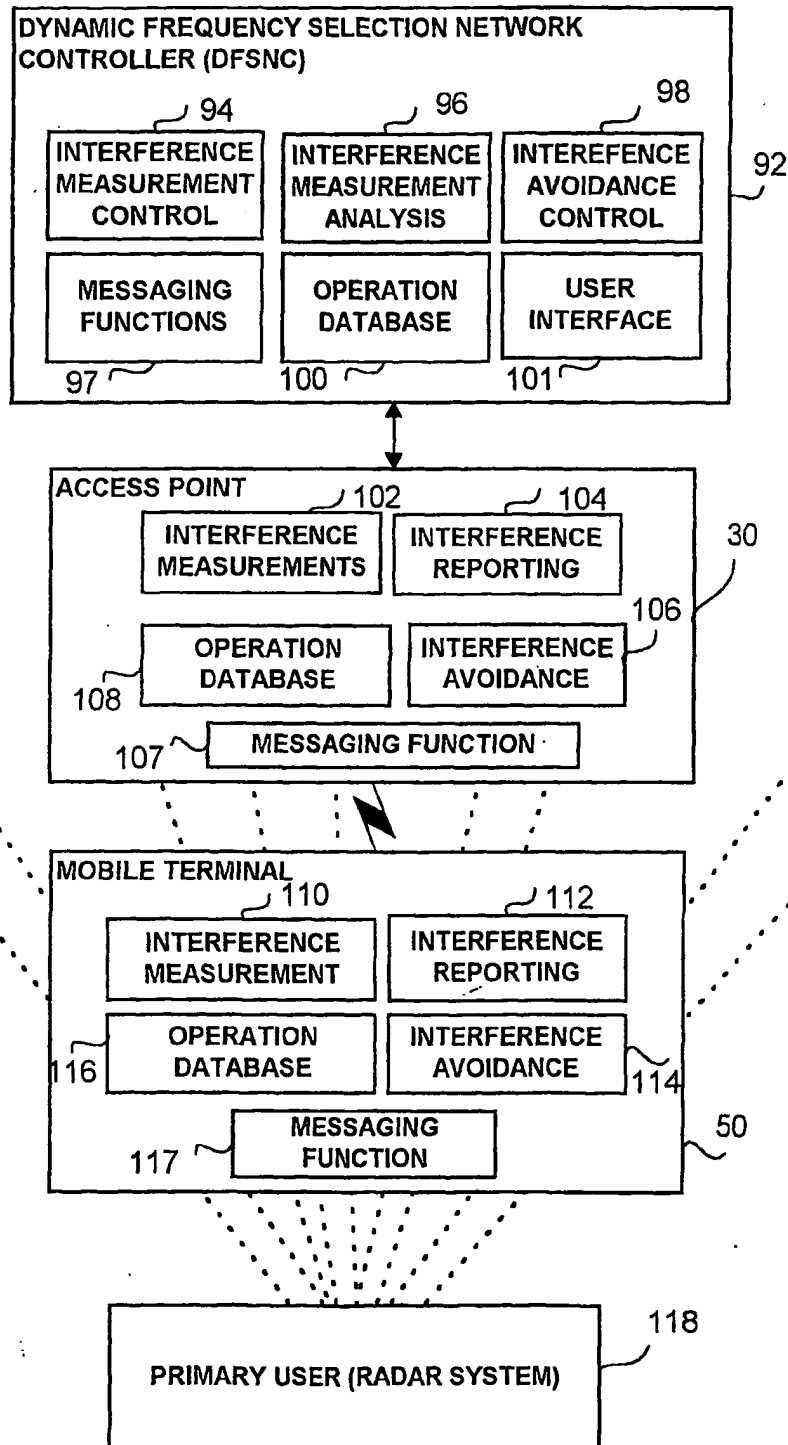 DYNAMIC FREQUENCY SELECTION NETWORK
CONTROLLER (DFSNC)
94
96
98
INTERFERENCE
MEASUREMENT
CONTROL
INTERFERENCE
MEASUREMENT
ANALYSIS
INTEREFENCE
AVOIDANCE
CONTROL
92
MESSAGING
FUNCTIONS
OPERATION
DATABASE
USER
INTERFACE
97
100
101
ACCESS POINT
102
104
INTERFERENCE
MEASUREMENTS
INTERFERENCE
REPORTING
30
106
OPERATION
DATABASE
INTERFERENCE
AVOIDANCE
108
MESSAGING FUNCTION
107
MOBILE TERMINAL
110
112
INTERFERENCE
MEASUREMENT
INTERFERENCE
REPORTING
OPERATION
DATABASE
INTERFERENCE
AVOIDANCE
116
114
MESSAGING
FUNCTION
117
50
118
PRIMARY USER (RADAR SYSTEM)